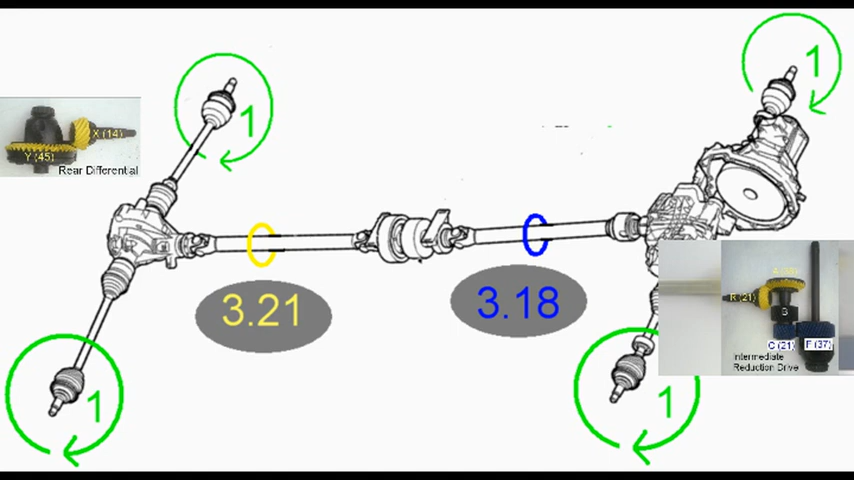 1
1
X (14)
Y (45)
Rear Differential
3.21
3.18
R (21)
C (21)
F (37)
Intermediate
Reduction Drive
1
1